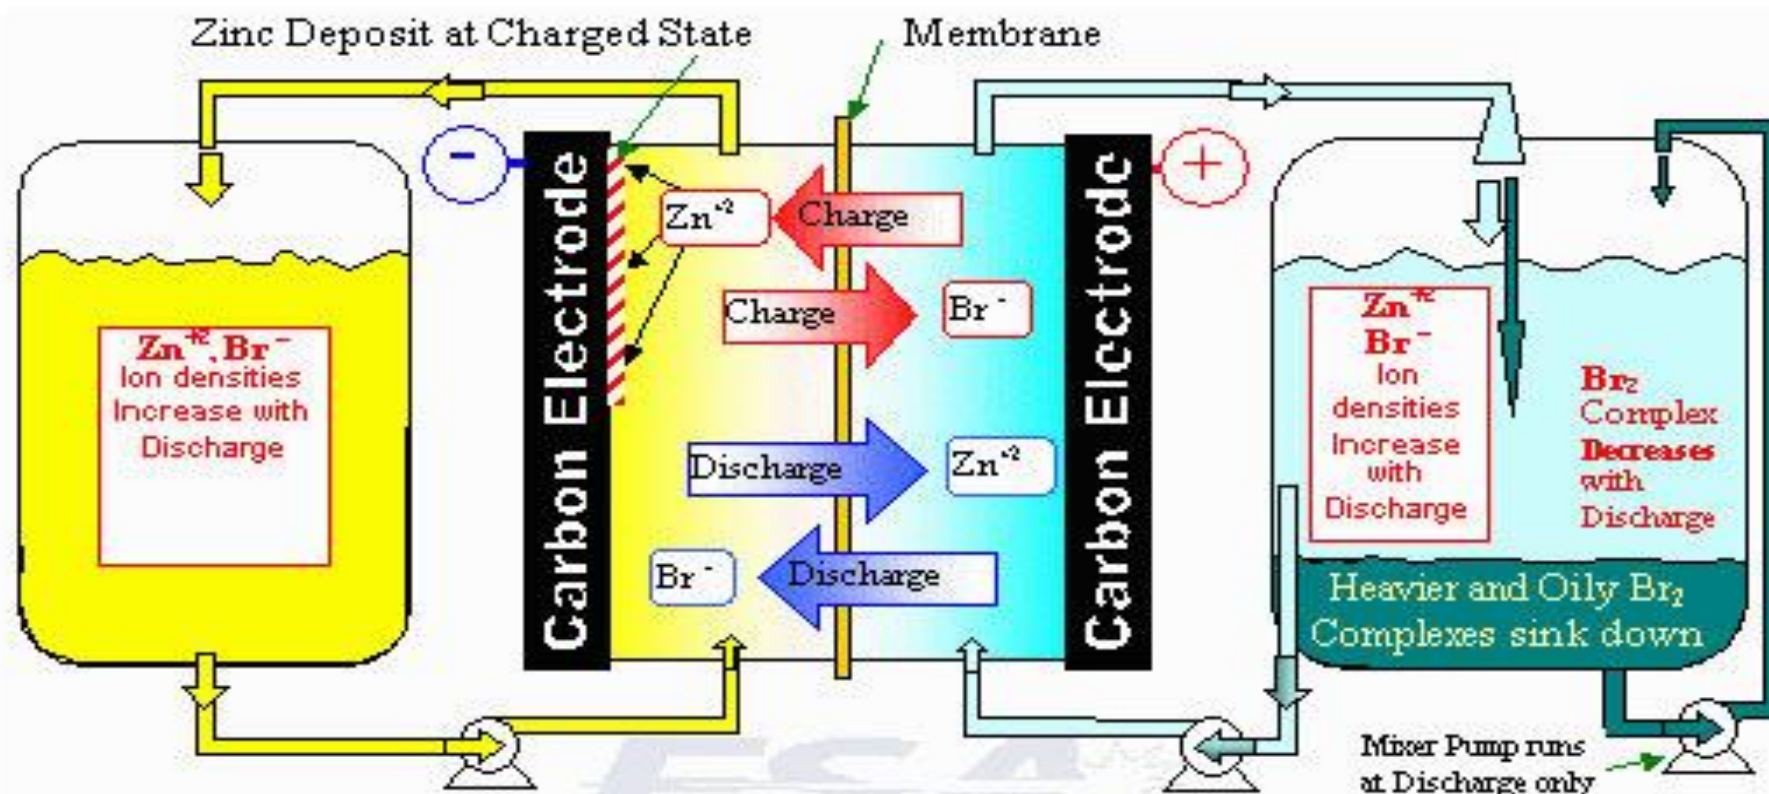 Zinc Deposit at Charged State
Membrane
-
+
Carbon Electrode
Zn+2
Charge
Charge
Br -
Discharge
Zn+2
Br -
Discharge
Carbon Electrode
Zn+2, Br -
Ion densities
Increase with
Discharge
Zn+2
Br -
Ion
densities
Increase
with
Discharge
Br2
Complex
Decreases
with
Discharge
Heavier and Oily Br2
Complexes sink down
Mixer Pump runs
at Discharge only
ESA